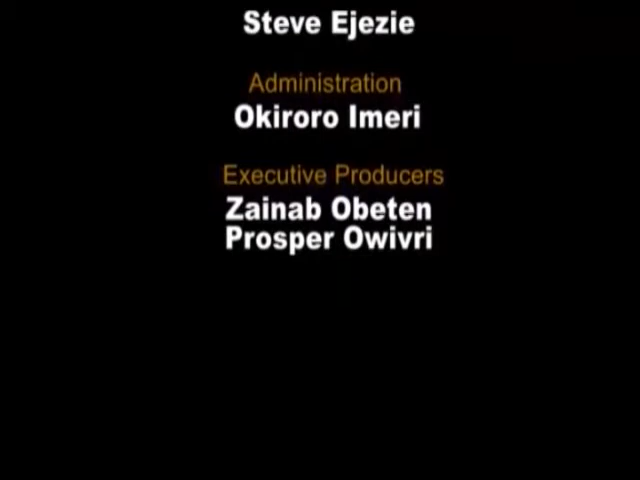 Steve Ejezie
Administration
Okiroro Imeri
Executive Producers
Zainab Obeten
Prosper Owivri